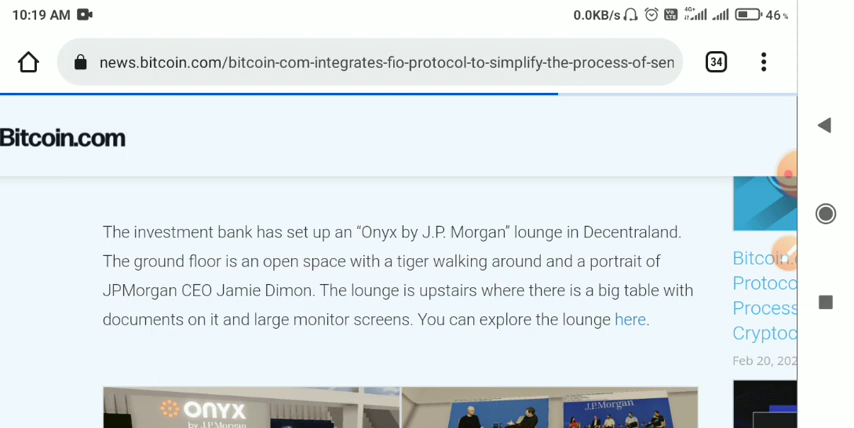 10:19 AM 0.0KB/s 4G+ 46%
news.bitcoin.com/bitcoin-com-integrates-fio-protocol-to-simplify-the-process-of-sen 34
Bitcoin.com
The investment bank has set up an “Onyx by J.P. Morgan” lounge in Decentraland.
The ground floor is an open space with a tiger walking around and a portrait of
JPMorgan CEO Jamie Dimon. The lounge is upstairs where there is a big table with
documents on it and large monitor screens. You can explore the lounge here.
Bitcoin.
Protoco
Process
Cryptoc
Feb 20, 202
ONYX
by J.P.Morgan
J.P.Morgan